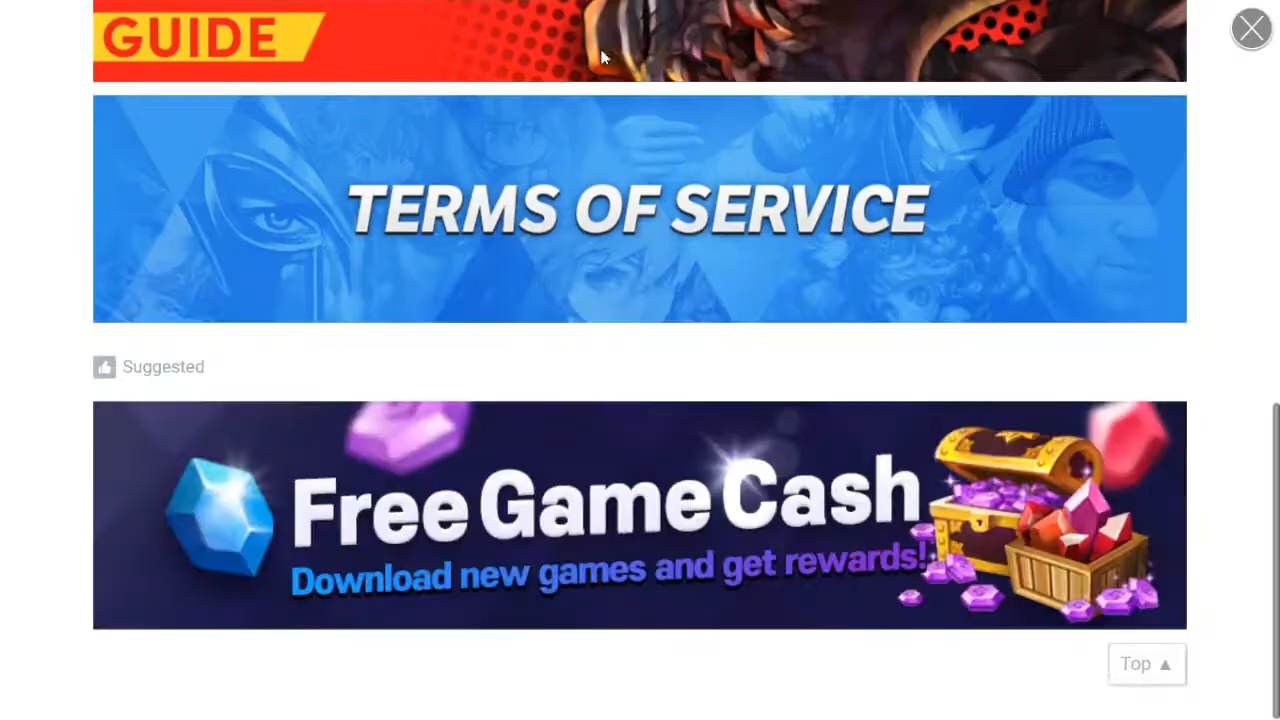 GUIDE
TERMS OF SERVICE
Suggested
Free Game Cash
Download new games and get rewards!
Top ▲